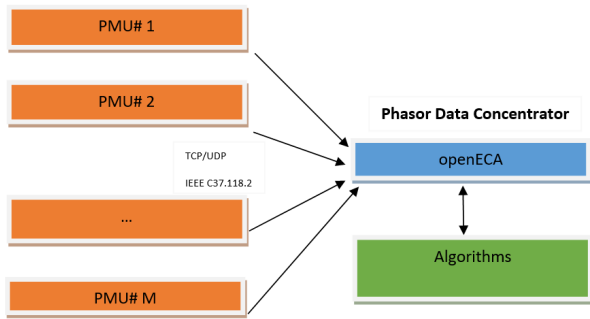 PMU# 1
PMU# 2
Phasor Data Concentrator
openECA
TCP/UDP
IEEE C37.118.2
...
Algorithms
PMU# M